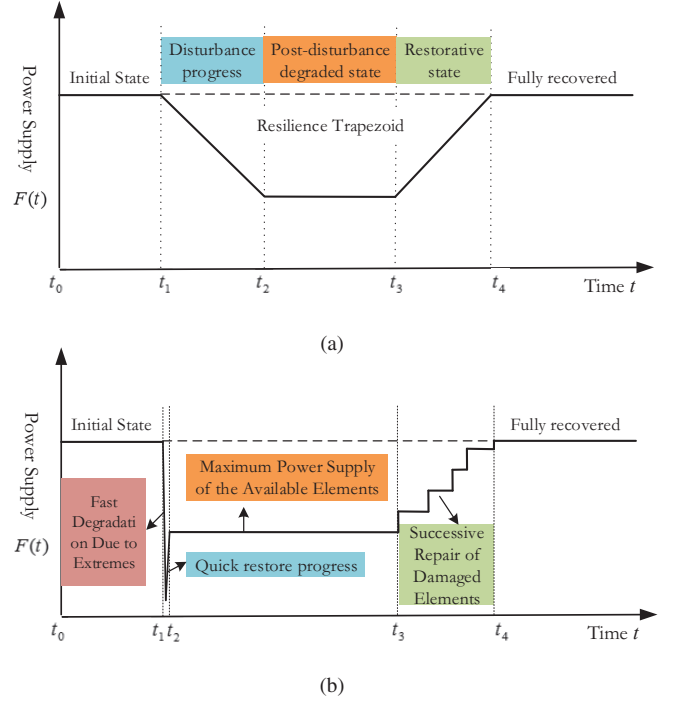 (a)
Power Supply
F(t)
Initial State
Disturbance
progress
Post-disturbance
degraded state
Restorative
state
Fully recovered
Resilience Trapezoid
t0
t1
t2
t3
t4
Time t
(a)
Power Supply
F(t)
Initial State
Fully recovered
Maximum Power Supply
of the Available Elements
Fast
Degradati
on Due to
Extremes
Quick restore progress
Successive
Repair of
Damaged
Elements
t0
t1
t2
t3
t4
Time t
(b)